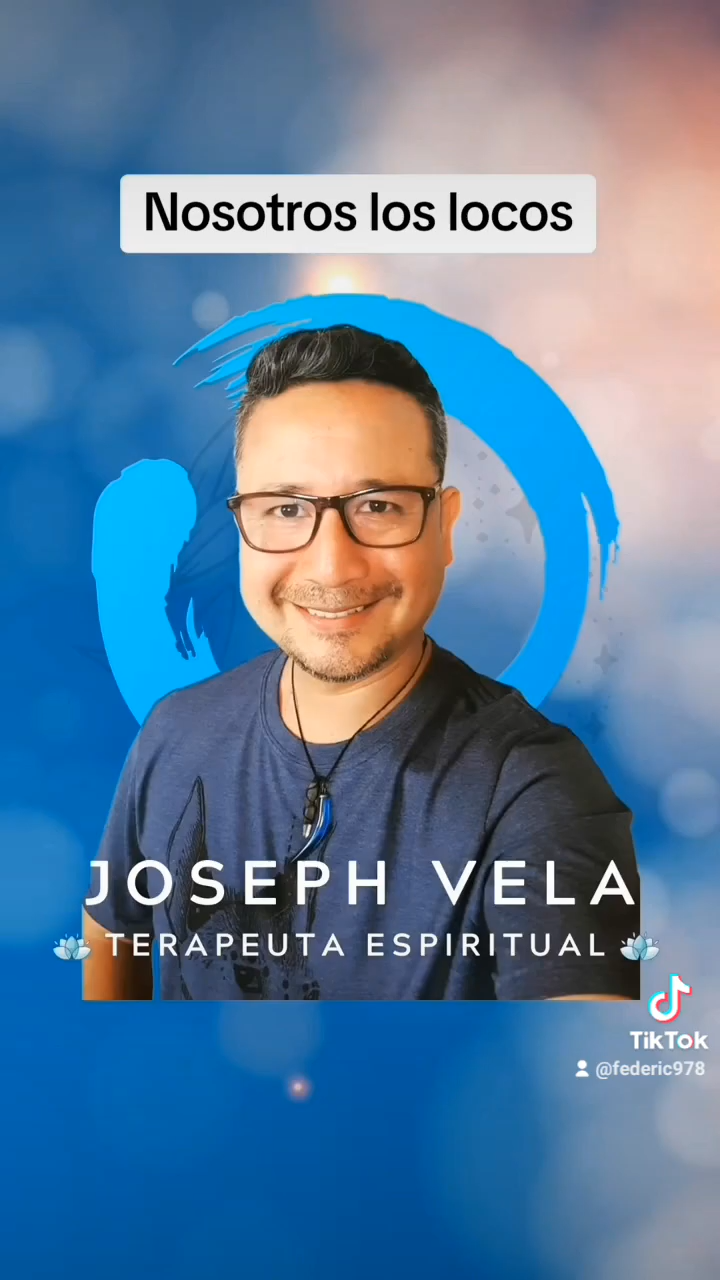 Nosotros los locos
JOSEPH VELA
TERAPEUTA ESPIRITUAL
TikTok
@federic978